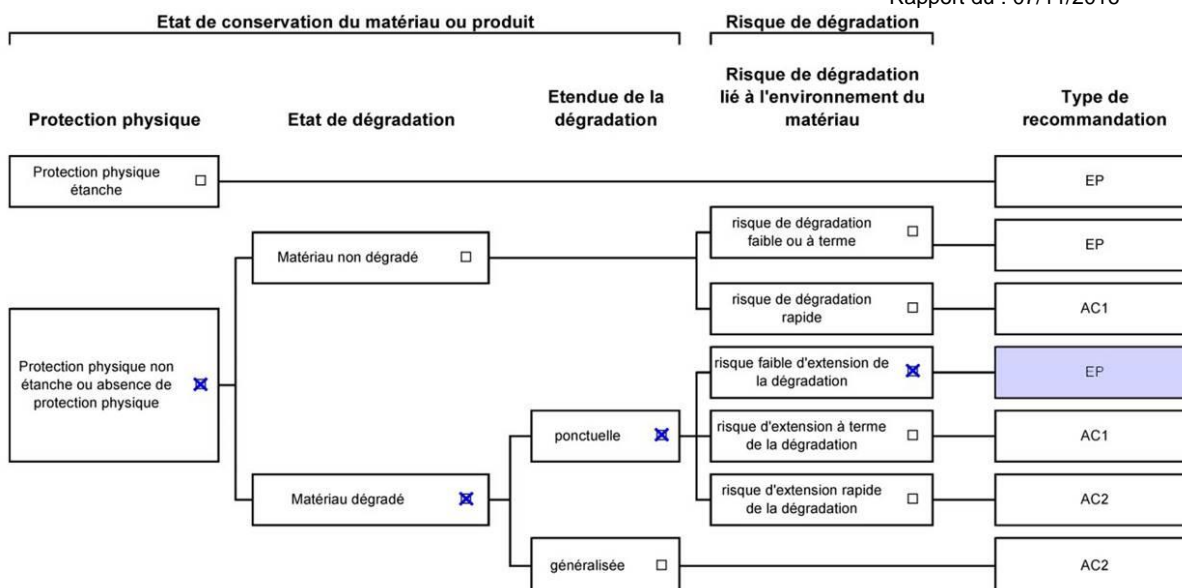 Rapport du : 07/11/2018
Etat de conservation du matériau ou produit
Risque de dégradation
Protection physique
Etat de dégradation
Etendue de la
dégradation
Risque de dégradation
lié à l'environnement du
matériau
Type de
recommandation
Protection physique
étanche
EP
risque de dégradation
faible ou à terme
EP
Matériau non dégradé
risque de dégradation
rapide
AC1
Protection physique non
étanche ou absence de
protection physique
risque faible d'extension de
la dégradation
EP
ponctuelle
risque d'extension à terme
de la dégradation
AC1
Matériau dégradé
risque d'extension rapide
de la dégradation
AC2
généralisée
AC2